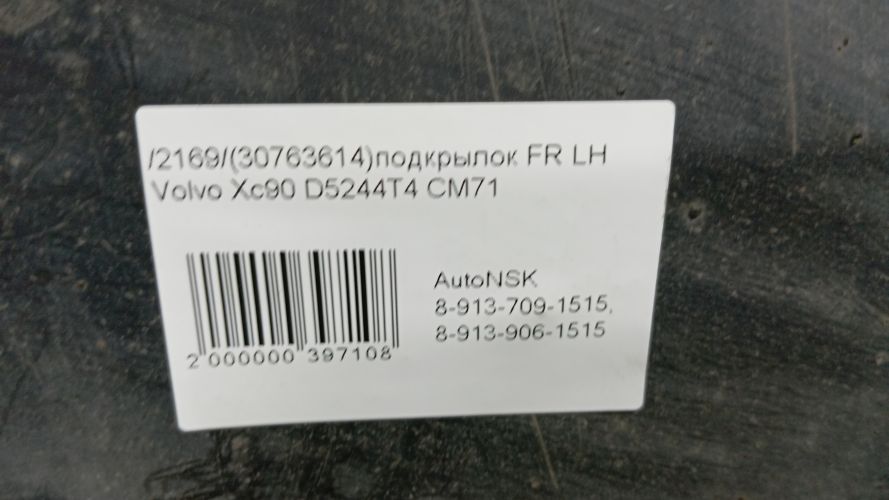 /2169/(30763614)подкрылок FR LH
Volvo Xc90 D5244T4 CM71
AutoNSK
8-913-709-1515,
8-913-906-1515
2 000000 397108